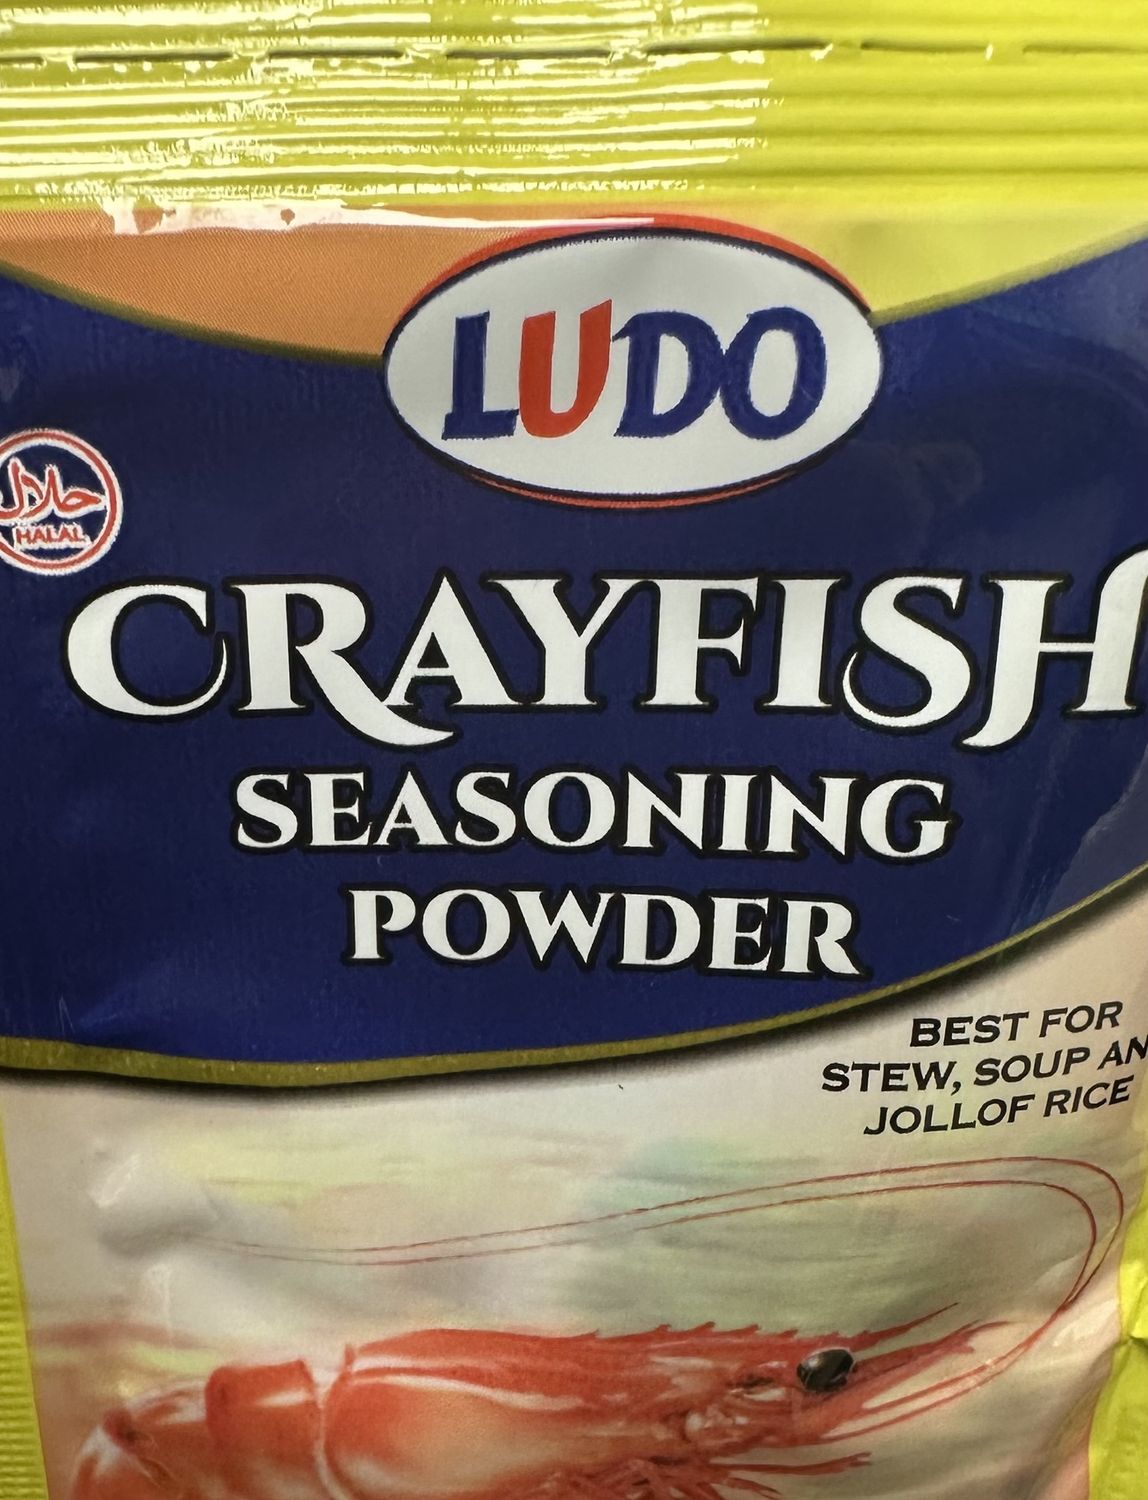 LUDO
حلال
HALAL
CRAYFISH
SEASONING
POWDER
BEST FOR
STEW, SOUP AN
JOLLOF RICE